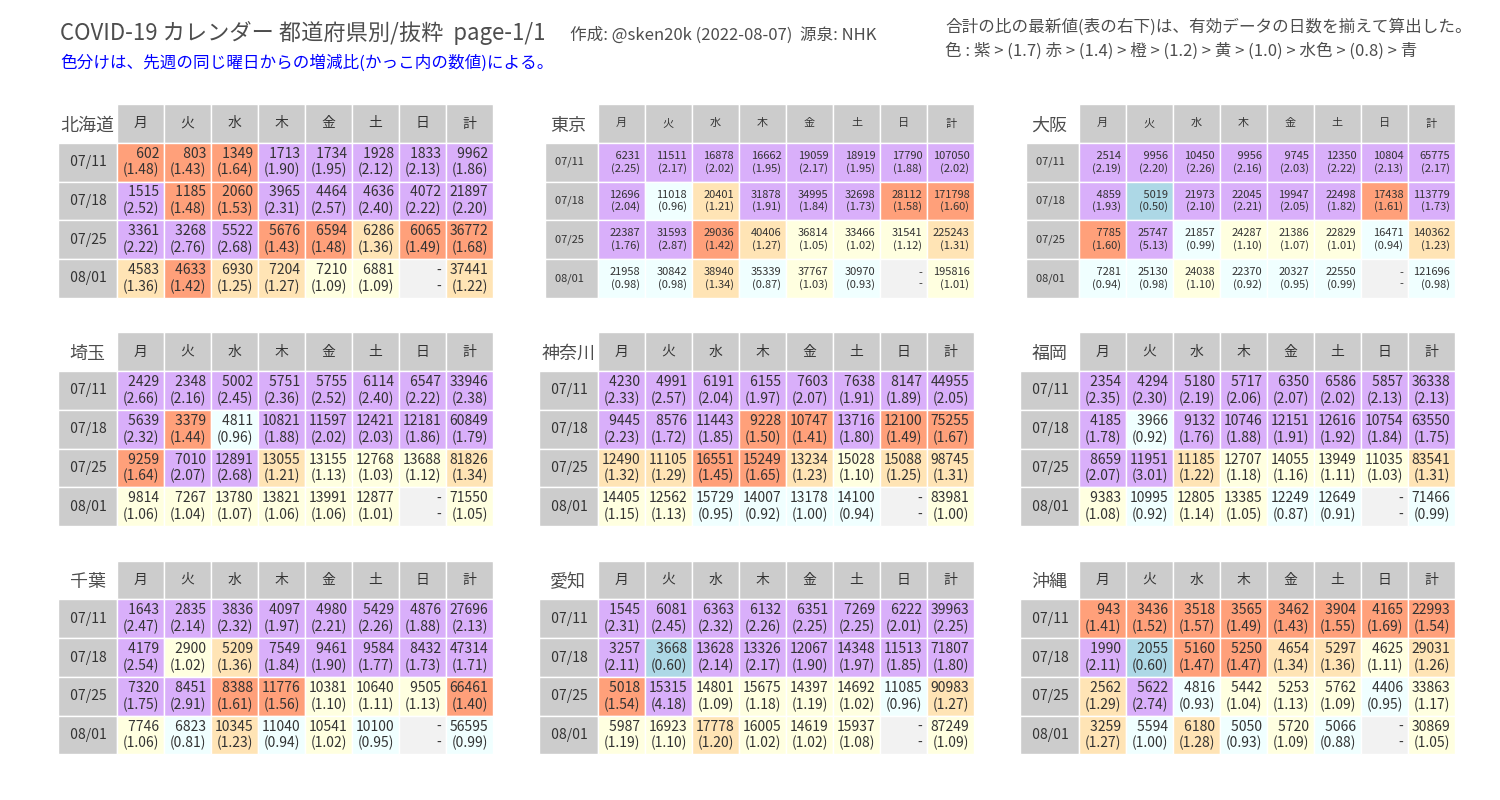 COVID-19 カレンダー 都道府県別/抜粋 page-1/1 作成: @sken20k (2022-08-07) 源泉: NHK
色分けは、先週の同じ曜日からの増減比(かっこ内の数値)による。
合計の比の最新値(表の右下)は、有効データの日数を揃えて算出した。
色 : 紫 > (1.7) 赤 > (1.4) > 橙 > (1.2) > 黄 > (1.0) > 水色 > (0.8) > 青
北海道 月 火 水 木 金 土 日 計
07/11 602 803 1349 1713 1734 1928 1833 9962
(1.48) (1.43) (1.64) (1.90) (1.95) (2.12) (2.13) (1.86)
07/18 1515 1185 2060 3965 4464 4636 4072 21897
(2.52) (1.48) (1.53) (2.31) (2.57) (2.40) (2.22) (2.20)
07/25 3361 3268 5522 5676 6594 6286 6065 36772
(2.22) (2.76) (2.68) (1.43) (1.48) (1.36) (1.49) (1.68)
08/01 4583 4633 6930 7204 7210 6881 - 37441
(1.36) (1.42) (1.25) (1.27) (1.09) (1.09) - (1.22)
東京 月 火 水 木 金 土 日 計
07/11 6231 11511 16878 16662 19059 18919 17790 107050
(2.25) (2.17) (2.02) (1.95) (2.17) (1.95) (1.88) (2.02)
07/18 12696 11018 20401 31878 34995 32698 28112 171798
(2.04) (0.96) (1.21) (1.91) (1.84) (1.73) (1.58) (1.60)
07/25 22387 31593 29036 40406 36814 33466 31541 225243
(1.76) (2.87) (1.42) (1.27) (1.05) (1.02) (1.12) (1.31)
08/01 21958 30842 38940 35339 37767 30970 - 195816
(0.98) (0.98) (1.34) (0.87) (1.03) (0.93) - (1.01)
大阪 月 火 水 木 金 土 日 計
07/11 2514 9956 10450 9956 9745 12350 10804 65775
(2.19) (2.20) (2.26) (2.16) (2.03) (2.22) (2.13) (2.17)
07/18 4859 5019 21973 22045 19947 22498 17438 113779
(1.93) (0.50) (2.10) (2.21) (2.05) (1.82) (1.61) (1.73)
07/25 7785 25747 21857 24287 21386 22829 16471 140362
(1.60) (5.13) (0.99) (1.10) (1.07) (1.01) (0.94) (1.23)
08/01 7281 25130 24038 22370 20327 22550 - 121696
(0.94) (0.98) (1.10) (0.92) (0.95) (0.99) - (0.98)
埼玉 月 火 水 木 金 土 日 計
07/11 2429 2348 5002 5751 5755 6114 6547 33946
(2.66) (2.16) (2.45) (2.36) (2.52) (2.40) (2.22) (2.38)
07/18 5639 3379 4811 10821 11597 12421 12181 60849
(2.32) (1.44) (0.96) (1.88) (2.02) (2.03) (1.86) (1.79)
07/25 9259 7010 12891 13055 13155 12768 13688 81826
(1.64) (2.07) (2.68) (1.21) (1.13) (1.03) (1.12) (1.34)
08/01 9814 7267 13780 13821 13991 12877 - 71550
(1.06) (1.04) (1.07) (1.06) (1.06) (1.01) - (1.05)
神奈川 月 火 水 木 金 土 日 計
07/11 4230 4991 6191 6155 7603 7638 8147 44955
(2.33) (2.57) (2.04) (1.97) (2.07) (1.91) (1.89) (2.05)
07/18 9445 8576 11443 9228 10747 13716 12100 75255
(2.23) (1.72) (1.85) (1.50) (1.41) (1.80) (1.49) (1.67)
07/25 12490 11105 16551 15249 13234 15028 15088 98745
(1.32) (1.29) (1.45) (1.65) (1.23) (1.10) (1.25) (1.31)
08/01 14405 12562 15729 14007 13178 14100 - 83981
(1.15) (1.13) (0.95) (0.92) (1.00) (0.94) - (1.00)
福岡 月 火 水 木 金 土 日 計
07/11 2354 4294 5180 5717 6350 6586 5857 36338
(2.35) (2.30) (2.19) (2.06) (2.07) (2.02) (2.13) (2.13)
07/18 4185 3966 9132 10746 12151 12616 10754 63550
(1.78) (0.92) (1.76) (1.88) (1.91) (1.92) (1.84) (1.75)
07/25 8659 11951 11185 12707 14055 13949 11035 83541
(2.07) (3.01) (1.22) (1.18) (1.16) (1.11) (1.03) (1.31)
08/01 9383 10995 12805 13385 12249 12649 - 71466
(1.08) (0.92) (1.14) (1.05) (0.87) (0.91) - (0.99)
千葉 月 火 水 木 金 土 日 計
07/11 1643 2835 3836 4097 4980 5429 4876 27696
(2.47) (2.14) (2.32) (1.97) (2.21) (2.26) (1.88) (2.13)
07/18 4179 2900 5209 7549 9461 9584 8432 47314
(2.54) (1.02) (1.36) (1.84) (1.90) (1.77) (1.73) (1.71)
07/25 7320 8451 8388 11776 10381 10640 9505 66461
(1.75) (2.91) (1.61) (1.56) (1.10) (1.11) (1.13) (1.40)
08/01 7746 6823 10345 11040 10541 10100 - 56595
(1.06) (0.81) (1.23) (0.94) (1.02) (0.95) - (0.99)
愛知 月 火 水 木 金 土 日 計
07/11 1545 6081 6363 6132 6351 7269 6222 39963
(2.31) (2.45) (2.32) (2.26) (2.25) (2.25) (2.01) (2.25)
07/18 3257 3668 13628 13326 12067 14348 11513 71807
(2.11) (0.60) (2.14) (2.17) (1.90) (1.97) (1.85) (1.80)
07/25 5018 15315 14801 15675 14397 14692 11085 90983
(1.54) (4.18) (1.09) (1.18) (1.19) (1.02) (0.96) (1.27)
08/01 5987 16923 17778 16005 14619 15937 - 87249
(1.19) (1.10) (1.20) (1.02) (1.02) (1.08) - (1.09)
沖縄 月 火 水 木 金 土 日 計
07/11 943 3436 3518 3565 3462 3904 4165 22993
(1.41) (1.52) (1.57) (1.49) (1.43) (1.55) (1.69) (1.54)
07/18 1990 2055 5160 5250 4654 5297 4625 29031
(2.11) (0.60) (1.47) (1.47) (1.34) (1.36) (1.11) (1.26)
07/25 2562 5622 4816 5442 5253 5762 4406 33863
(1.29) (2.74) (0.93) (1.04) (1.13) (1.09) (0.95) (1.17)
08/01 3259 5594 6180 5050 5720 5066 - 30869
(1.27) (1.00) (1.28) (0.93) (1.09) (0.88) - (1.05)